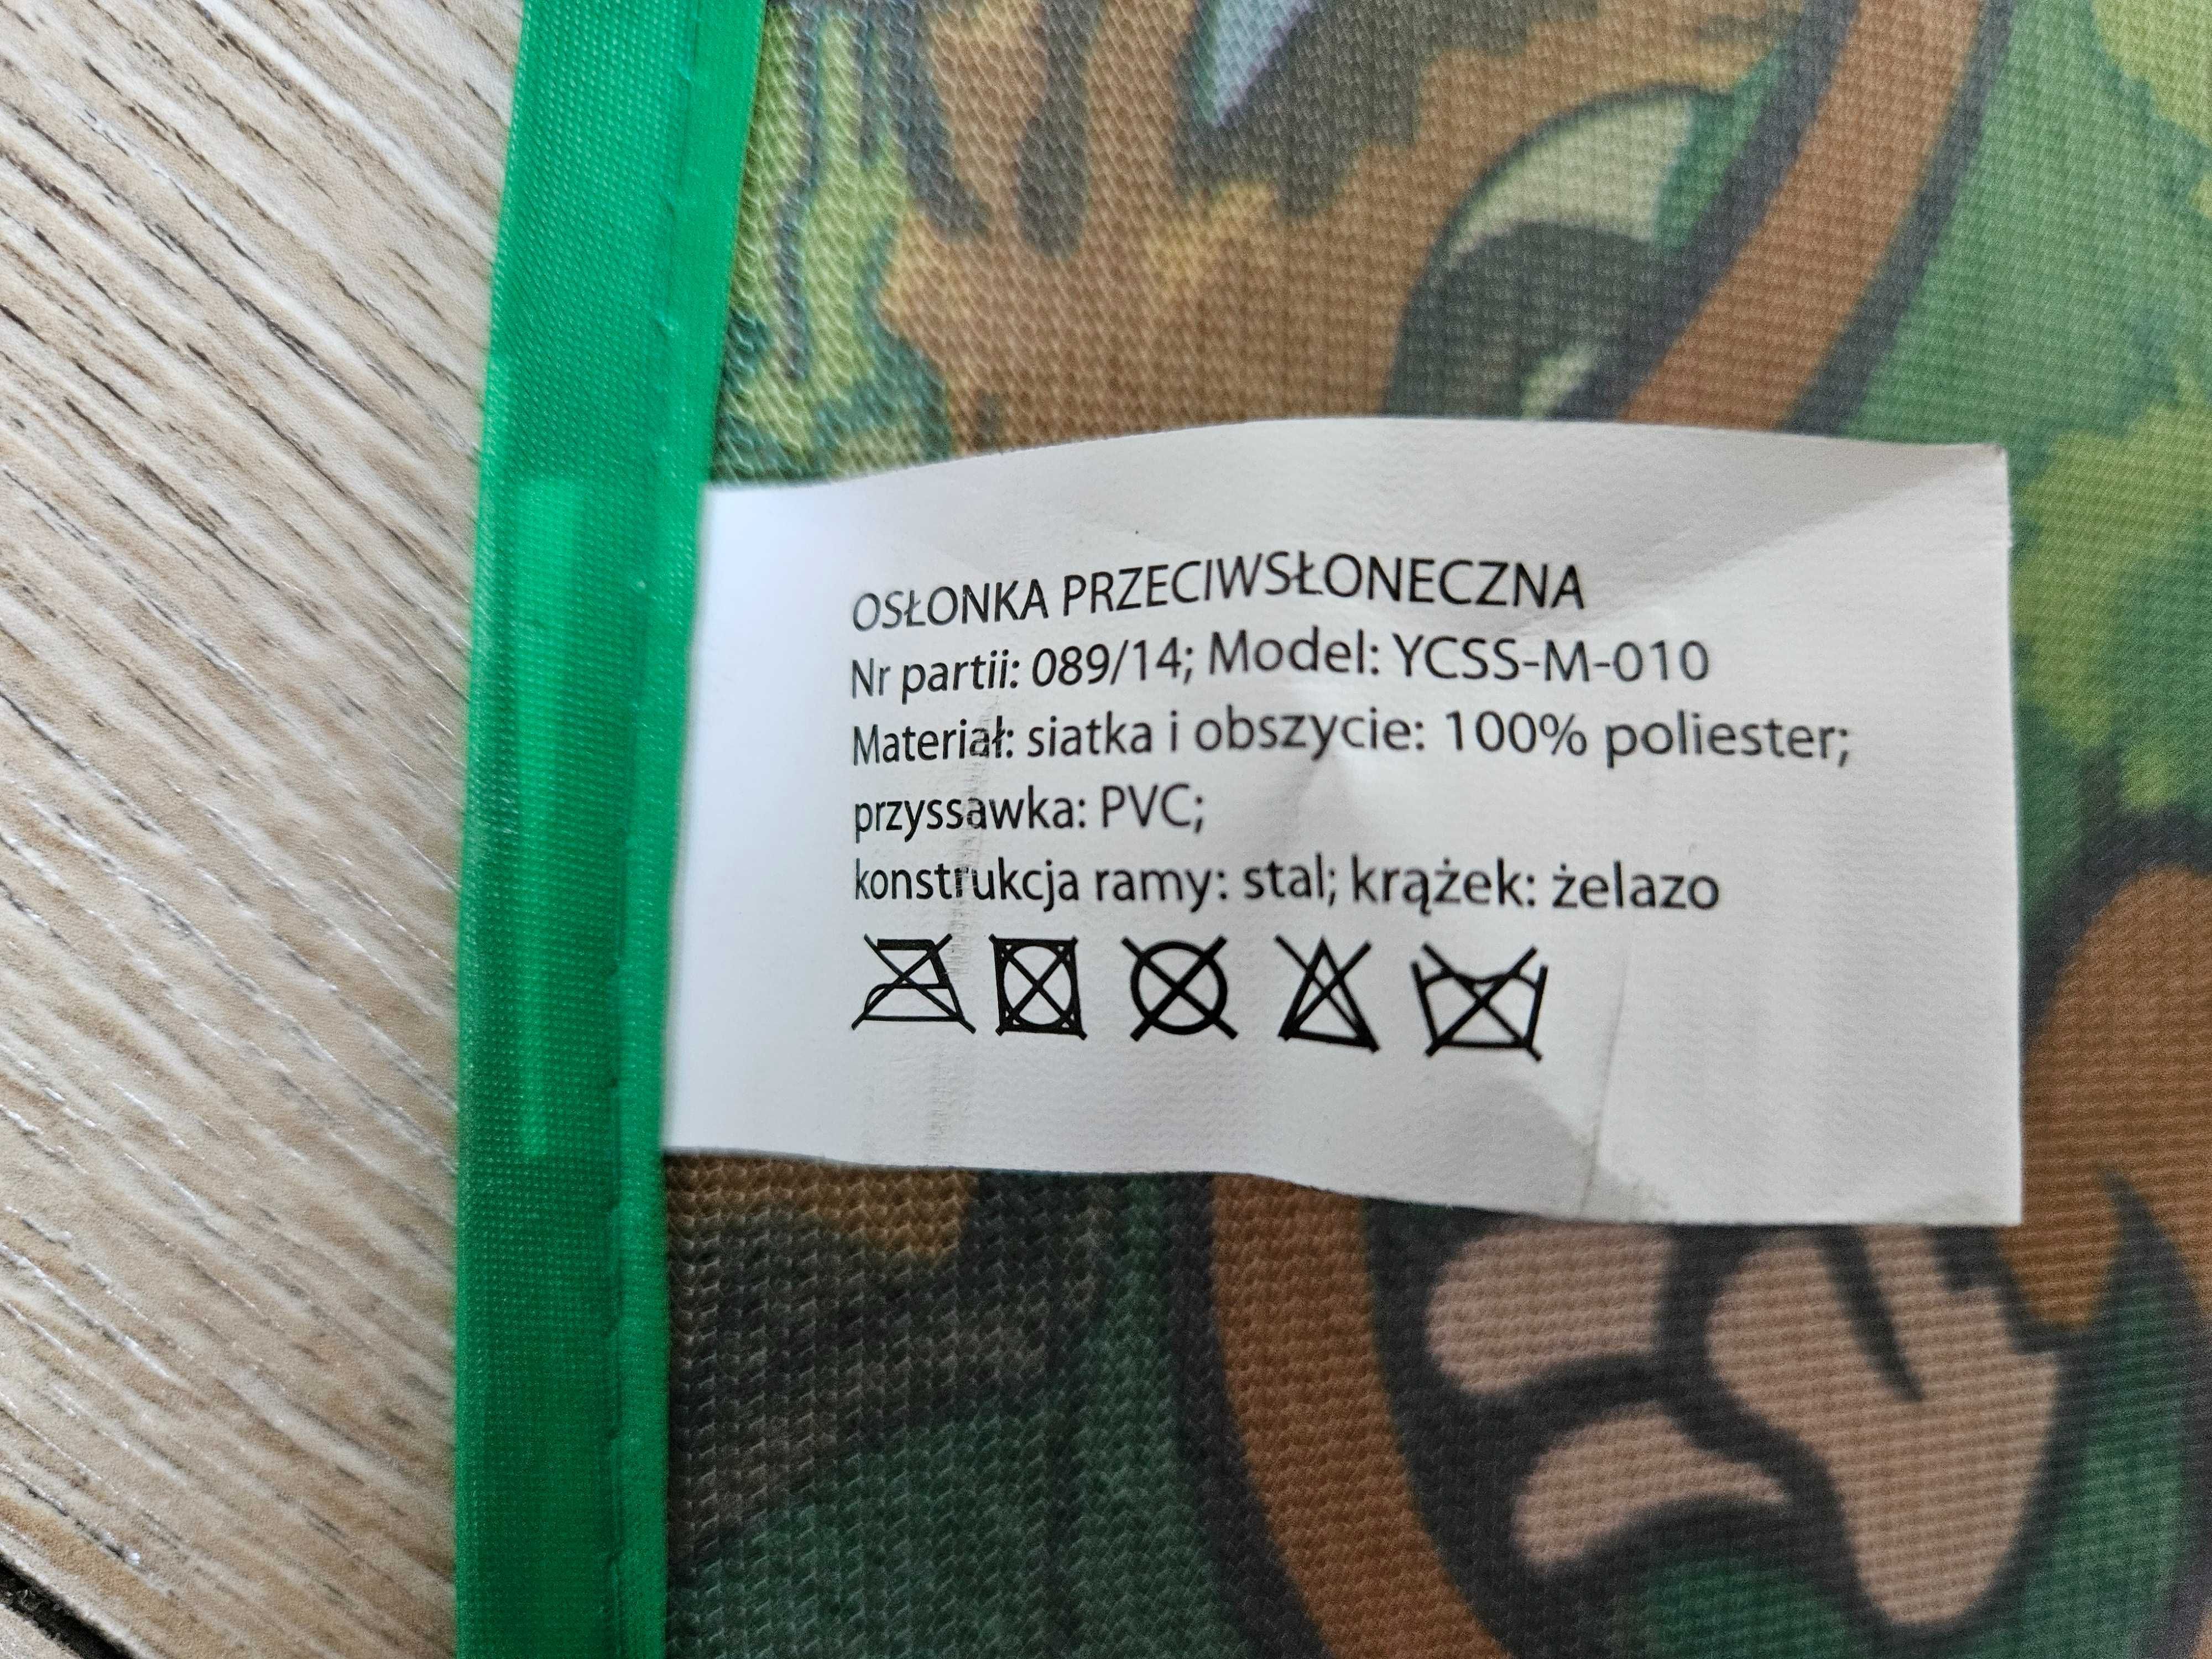 OSŁONKA PRZECIWSŁONECZNA
Nr partii: 089/14; Model: YCSS-M-010
Materiał: siatka i obszycie: 100% poliester;
przyssawka: PVC;
konstrukcja ramy: stal; krążek: żelazo